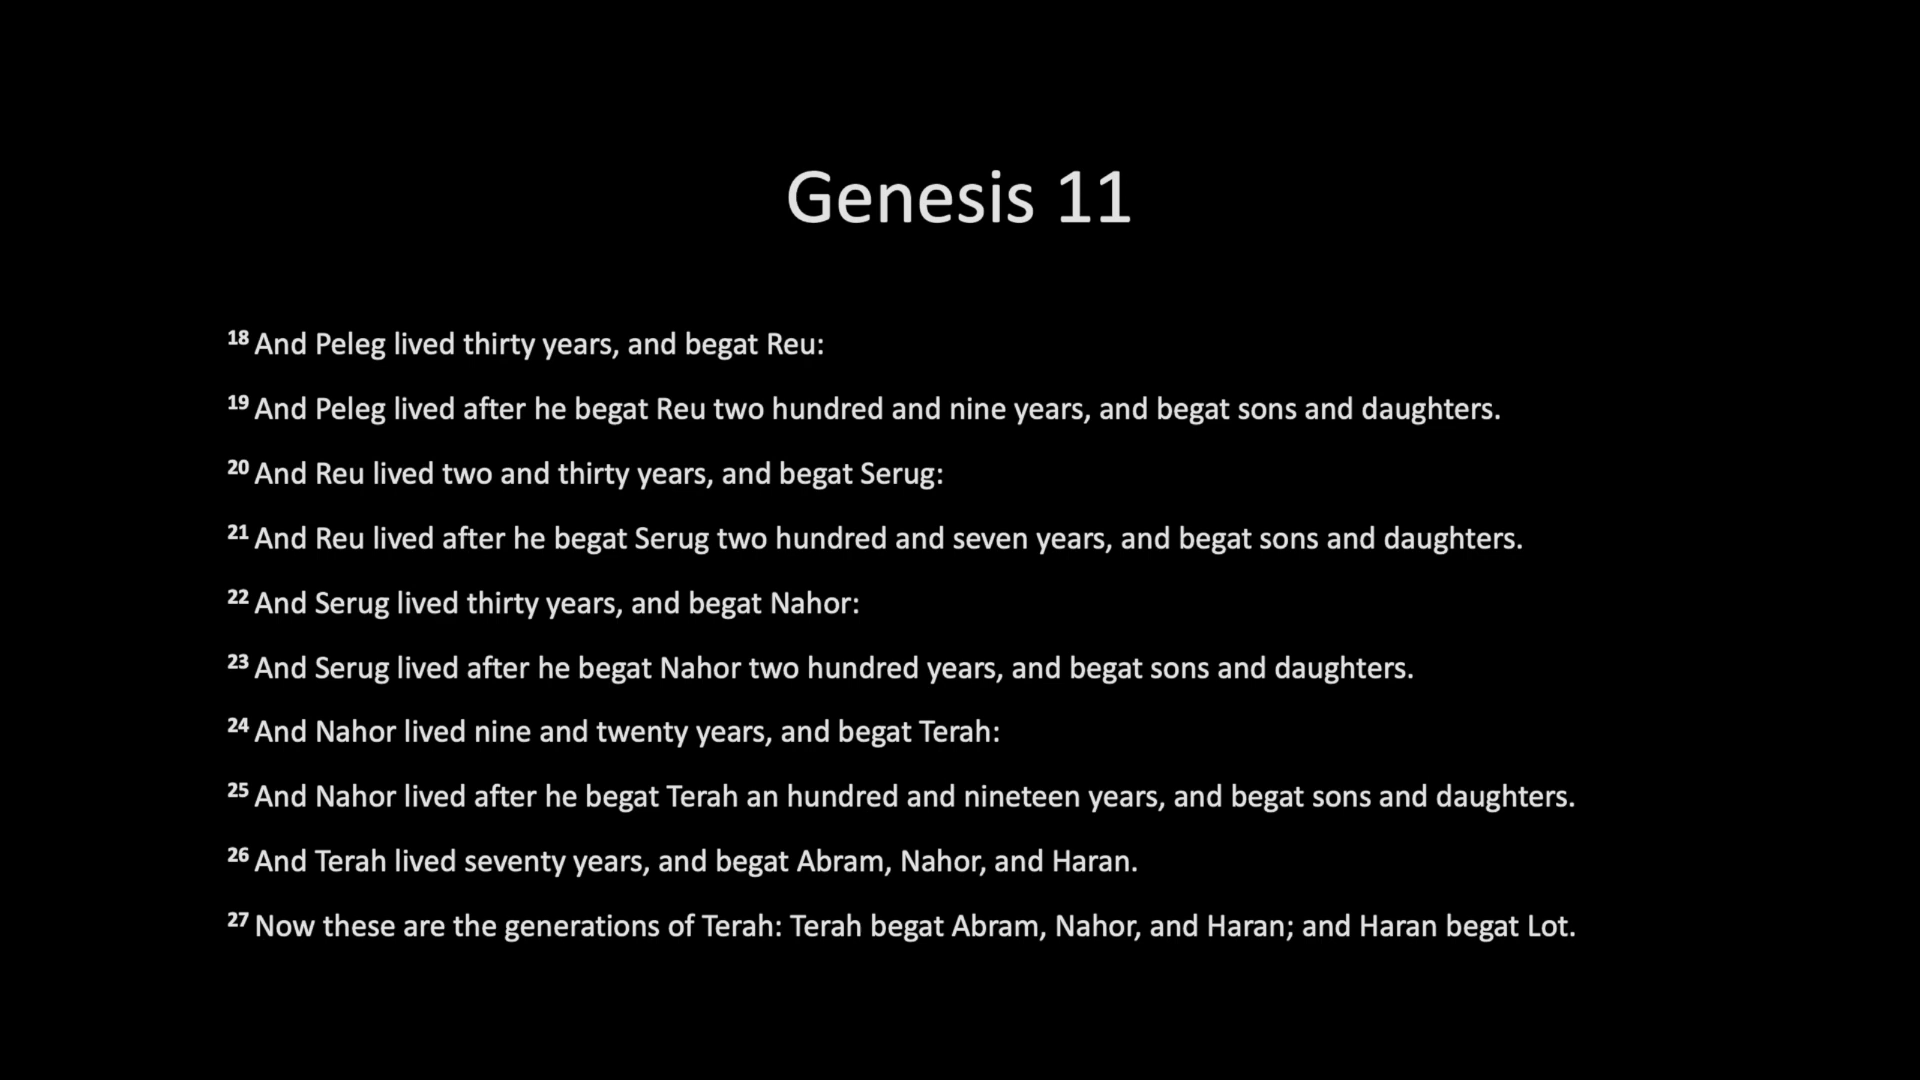 Genesis 11
18 And Peleg lived thirty years, and begat Reu:
19 And Peleg lived after he begat Reu two hundred and nine years, and begat sons and daughters.
20 And Reu lived two and thirty years, and begat Serug:
21 And Reu lived after he begat Serug two hundred and seven years, and begat sons and daughters.
22 And Serug lived thirty years, and begat Nahor:
23 And Serug lived after he begat Nahor two hundred years, and begat sons and daughters.
24 And Nahor lived nine and twenty years, and begat Terah:
25 And Nahor lived after he begat Terah an hundred and nineteen years, and begat sons and daughters.
26 And Terah lived seventy years, and begat Abram, Nahor, and Haran.
27 Now these are the generations of Terah: Terah begat Abram, Nahor, and Haran; and Haran begat Lot.